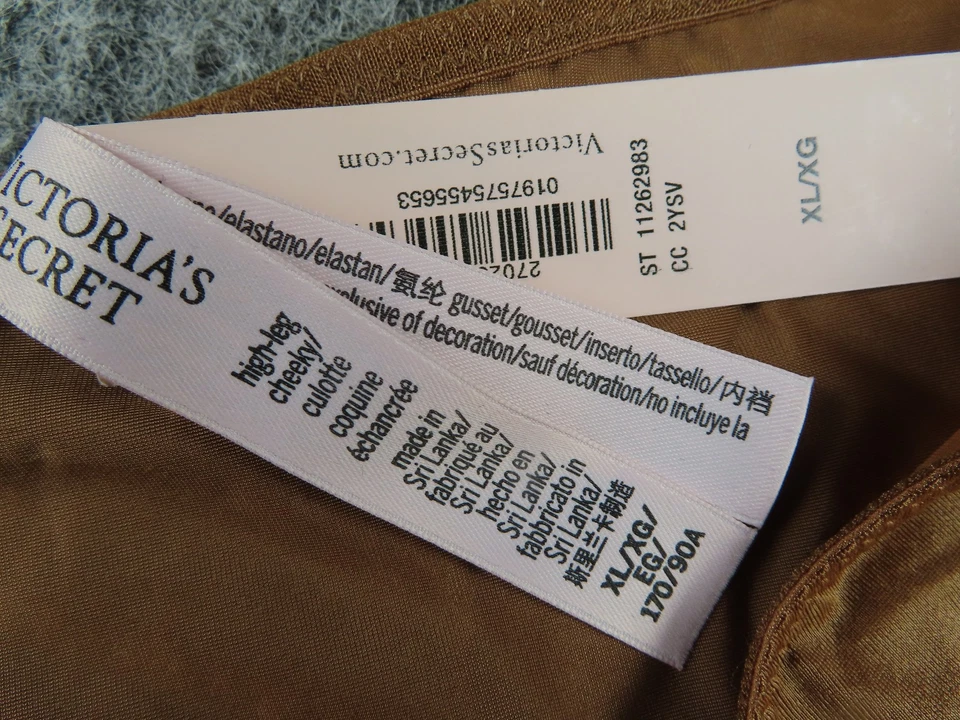 VictoriasSecret.com
0197575455653
ST 11262983
CC 2YSV
XL/XG
VICTORIA'S
SECRET
high-leg
cheeky/
culotte
coquine
échancrée
made in
Sri Lanka/
fabriqué au
Sri Lanka/
hecho en
Sri Lanka/
fabbricato in
Sri Lanka/
斯里兰卡制造
XL/XG/
EG/
170/90A
/elastano/elastan/氨纶 gusset/gousset/inserto/tassello/内裆
exclusive of decoration/sauf décoration/no incluye la